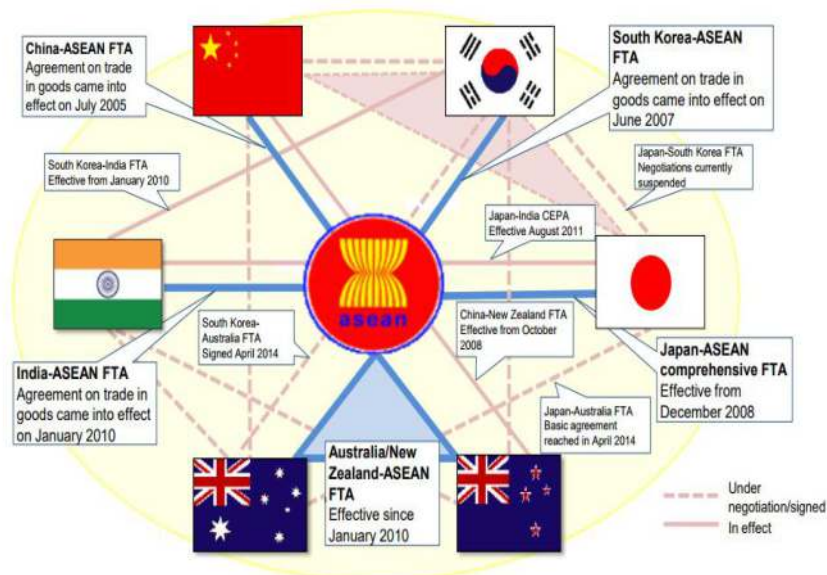 China-ASEAN FTA
Agreement on trade
in goods came into
effect on July 2005
South Korea-ASEAN
FTA
Agreement on trade in
goods came into effect on
June 2007
South Korea-India FTA
Effective from January 2010
Japan-South Korea FTA
Negotiations currently
suspended
Japan-India CEPA
Effective August 2011
asean
South Korea-
Australia FTA
Signed April 2014
China-New Zealand FTA
Effective from October
2008
India-ASEAN FTA
Agreement on trade in
goods came into effect
on January 2010
Japan-ASEAN
comprehensive FTA
Effective from
December 2008
Japan-Australia FTA
Basic agreement
reached in April 2014
Australia/New
Zealand-ASEAN
FTA
Effective since
January 2010
Under
negotiation/signed
In effect